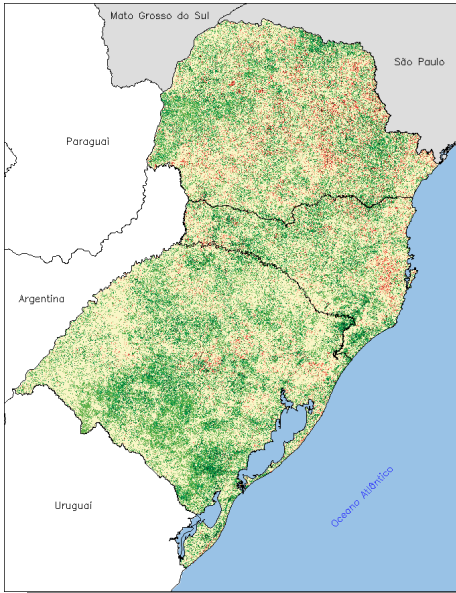 Mato Grosso do Sul
São Paulo
Paraguai
Argentina
Uruguai
Oceano Atlântico